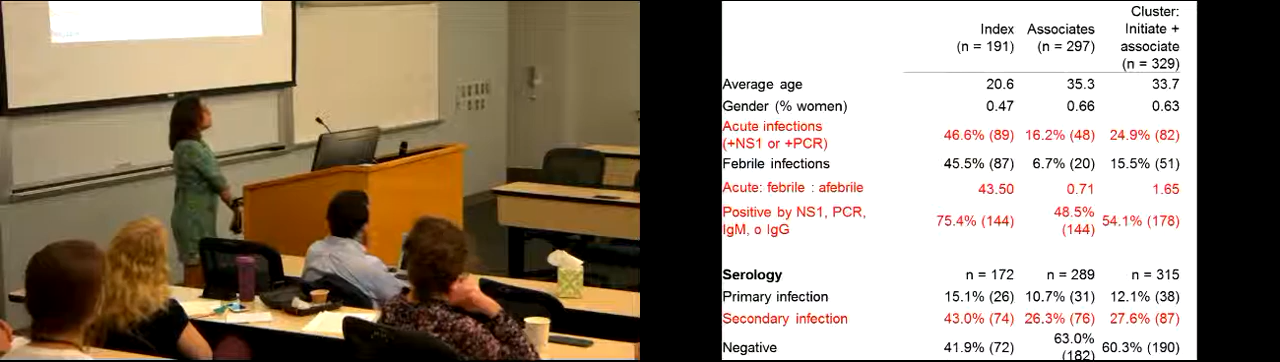 Cluster:
Index Associates Initiate +
(n = 191) (n = 297) associate
(n = 329)
Average age 20.6 35.3 33.7
Gender (% women) 0.47 0.66 0.63
Acute infections
(+NS1 or +PCR) 46.6% (89) 16.2% (48) 24.9% (82)
Febrile infections 45.5% (87) 6.7% (20) 15.5% (51)
Acute: febrile : afebrile 43.50 0.71 1.65
Positive by NS1, PCR, 48.5%
IgM, o IgG 75.4% (144) (144) 54.1% (178)
Serology n = 172 n = 289 n = 315
Primary infection 15.1% (26) 10.7% (31) 12.1% (38)
Secondary infection 43.0% (74) 26.3% (76) 27.6% (87)
63.0%
Negative 41.9% (72) (182) 60.3% (190)